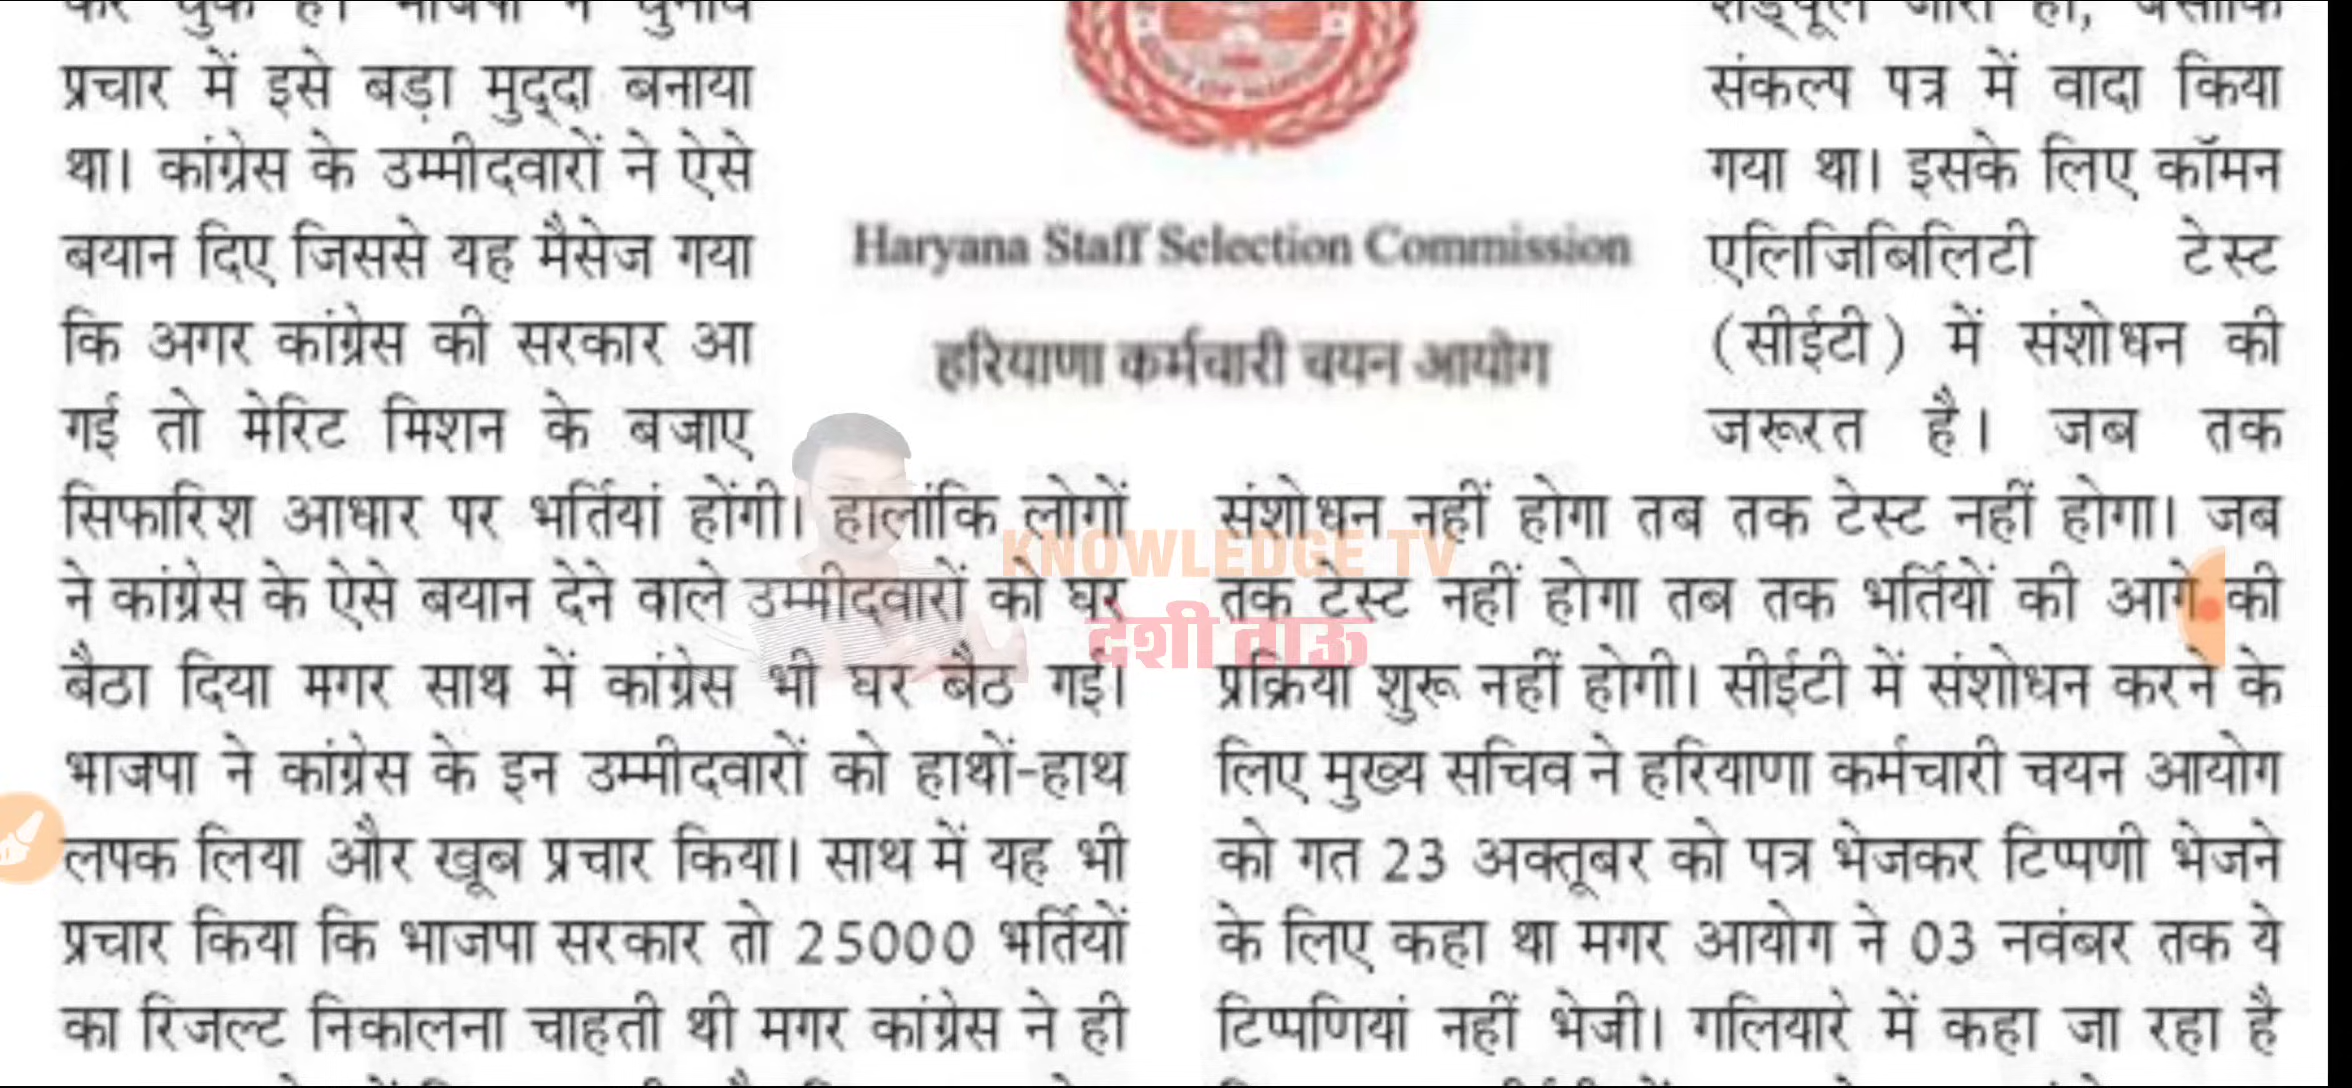 प्रचार में इसे बड़ा मुद्दा बनाया
था। कांग्रेस के उम्मीदवारों ने ऐसे
बयान दिए जिससे यह मैसेज गया
कि अगर कांग्रेस की सरकार आ
गई तो मेरिट मिशन के बजाए
सिफारिश आधार पर भर्तियां होंगी। हालांकि लोगों
ने कांग्रेस के ऐसे बयान देने वाले उम्मीदवारों को घर
बैठा दिया मगर साथ में कांग्रेस भी घर बैठ गई।
भाजपा ने कांग्रेस के इन उम्मीदवारों को हाथों-हाथ
लपक लिया और खूब प्रचार किया। साथ में यह भी
प्रचार किया कि भाजपा सरकार तो 25000 भर्तियों
का रिजल्ट निकालना चाहती थी मगर कांग्रेस ने ही
Haryana Staff Selection Commission
हरियाणा कर्मचारी चयन आयोग
KNOWLEDGE TV
देशी ताऊ
संकल्प पत्र में वादा किया
गया था। इसके लिए कॉमन
एलिजिबिलिटी टेस्ट
(सीईटी) में संशोधन की
जरूरत है। जब तक
संशोधन नहीं होगा तब तक टेस्ट नहीं होगा। जब
तक टेस्ट नहीं होगा तब तक भर्तियों की आगे की
प्रक्रिया शुरू नहीं होगी। सीईटी में संशोधन करने के
लिए मुख्य सचिव ने हरियाणा कर्मचारी चयन आयोग
को गत 23 अक्तूबर को पत्र भेजकर टिप्पणी भेजने
के लिए कहा था मगर आयोग ने 03 नवंबर तक ये
टिप्पणियां नहीं भेजी। गलियारे में कहा जा रहा है